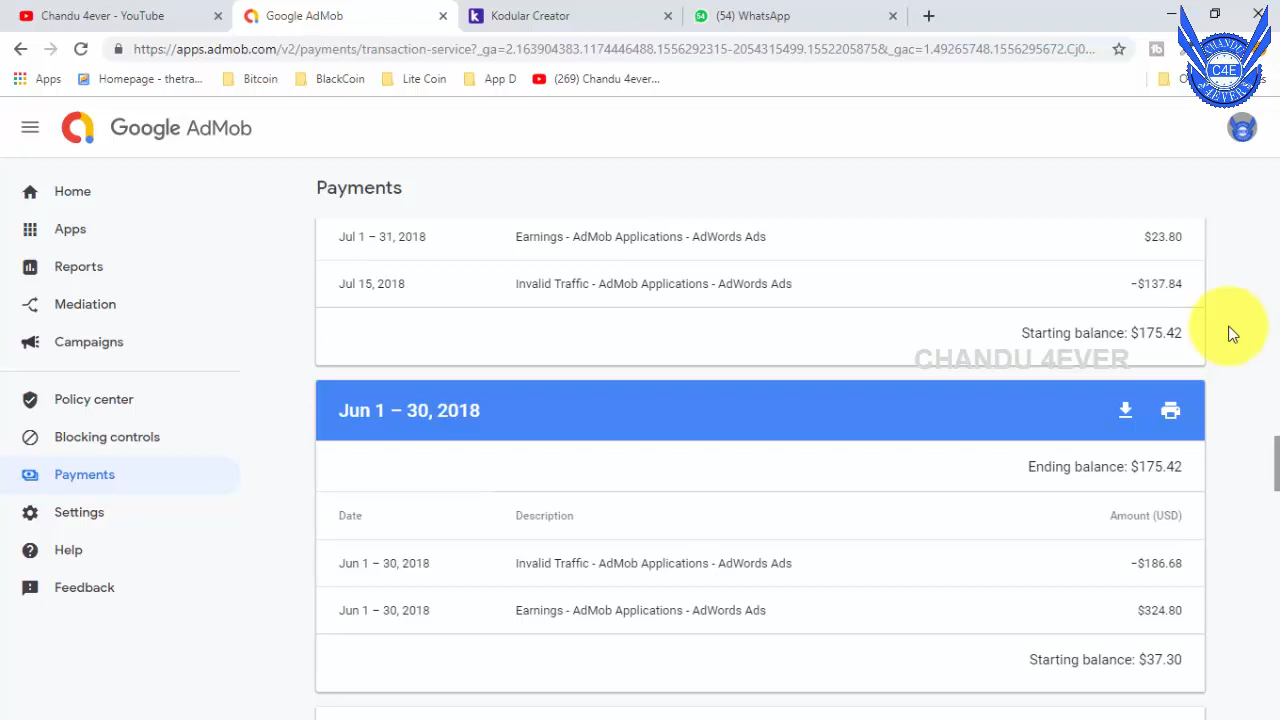 Chandu 4ever - YouTube
Google AdMob
Kodular Creator
(54) WhatsApp
https://apps.admob.com/v2/payments/transaction-service?_ga=2.163904383.1174446488.1556292315-2034315499.1552205875&_gac=1.49265748.1556295672.Cj0...
Apps
Homepage - thetra...
Bitcoin
BlackCoin
Lite Coin
App D
(269) Chandu 4ever...
CHANDU
C4E
4EVER
Google AdMob
Home
Apps
Reports
Mediation
Campaigns
Policy center
Blocking controls
Payments
Settings
Help
Feedback
Payments
Jul 1 – 31, 2018 Earnings - AdMob Applications - AdWords Ads $23.80
Jul 15, 2018 Invalid Traffic - AdMob Applications - AdWords Ads −$137.84
Starting balance: $175.42
CHANDU 4EVER
Jun 1 – 30, 2018
Ending balance: $175.42
Date Description Amount (USD)
Jun 1 – 30, 2018 Invalid Traffic - AdMob Applications - AdWords Ads −$186.68
Jun 1 – 30, 2018 Earnings - AdMob Applications - AdWords Ads $324.80
Starting balance: $37.30